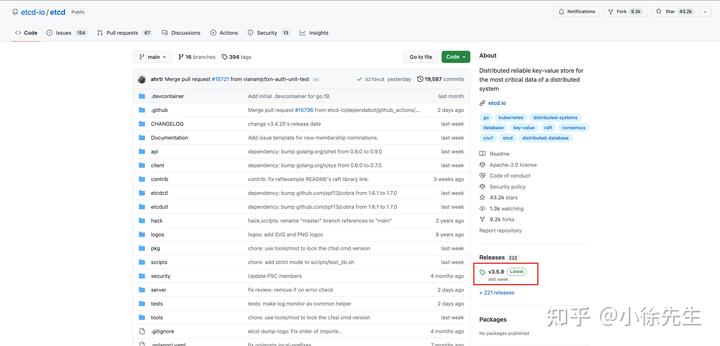 etcd-io / etcd Public
Notifications Fork 9.2k Star 43.2k
Code Issues 154 Pull requests 67 Discussions Actions Security 13 Insights
main 16 branches 394 tags Go to file Code
ahrtr Merge pull request #15721 from vianamjr/txn-auth-unit-test ... yesterday 19,587 commits
.devcontainer Add initial .devcontainer for go.19. last month
.github Merge pull request #15736 from etcd-io/dependabot/github_actions/... 2 days ago
CHANGELOG change v3.4.25's release date last week
Documentation Add issue template for new membership nominations. last month
api dependency: bump golang.org/x/net from 0.8.0 to 0.9.0 last week
client dependency: bump golang.org/x/sys from 0.6.0 to 0.7.0 last week
contrib contrib: fix raftexample README's raft library link. 3 weeks ago
etcdctl dependency: bump github.com/spf13/cobra from 1.6.1 to 1.7.0 last week
etcdutl dependency: bump github.com/spf13/cobra from 1.6.1 to 1.7.0 last week
hack hack,scripts: rename "master" branch references to "main" 2 years ago
logos logos: add SVG and PNG logos 9 years ago
pkg chore: use tools/mod to lock the cfssl cmd version last week
scripts chore: add strict mode to scripts/test_lib.sh last week
security Update PSC members 4 months ago
server fix review: remove if on error check 2 days ago
tests tests: make log monitor as common helper 2 days ago
tools chore: use tools/mod to lock the cfssl cmd version last week
.gitignore etcd-dump-logs: Fix order of imports.. 4 months ago
.golangci.yaml
About
Distributed reliable key-value store for
the most critical data of a distributed
system
etcd.io
go kubernetes distributed-systems
database key-value raft consensus
cncf etcd distributed-database
Readme
Apache-2.0 license
Code of conduct
Security policy
43.2k stars
1.3k watching
9.2k forks
Report repository
Releases 222
v3.5.8 Latest
last week
+ 221 releases
Packages
No packages published
知乎 @小徐先生